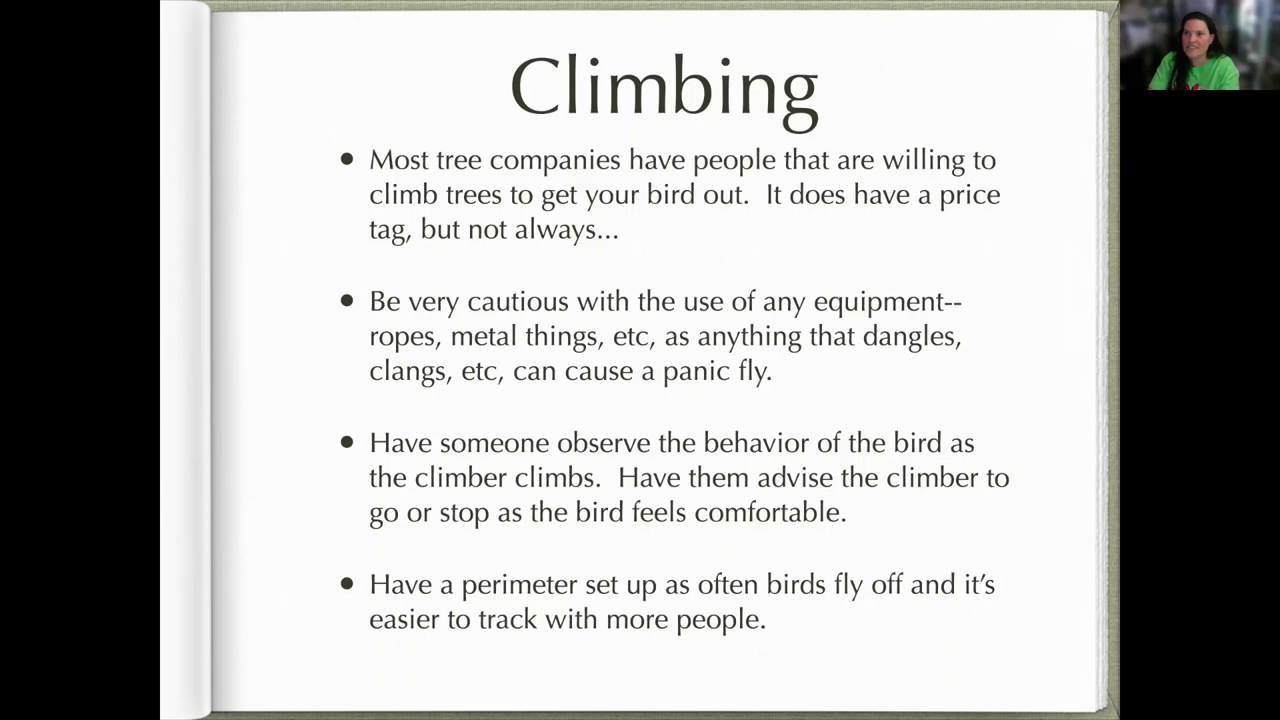 Climbing
• Most tree companies have people that are willing to
climb trees to get your bird out.  It does have a price
tag, but not always...
• Be very cautious with the use of any equipment--
ropes, metal things, etc, as anything that dangles,
clangs, etc, can cause a panic fly.
• Have someone observe the behavior of the bird as
the climber climbs.  Have them advise the climber to
go or stop as the bird feels comfortable.
• Have a perimeter set up as often birds fly off and it’s
easier to track with more people.